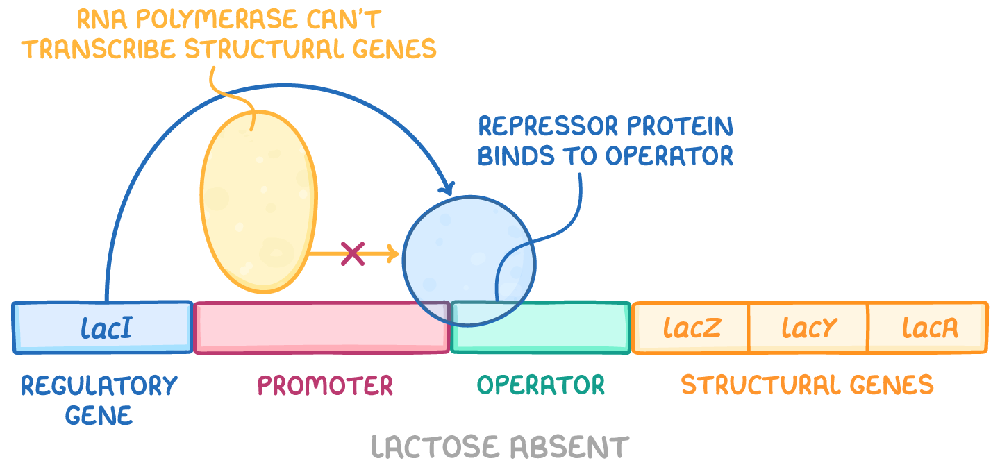 RNA POLYMERASE CAN'T
TRANSCRIBE STRUCTURAL GENES
REPRESSOR PROTEIN
BINDS TO OPERATOR
lacI
lacZ
lacY
lacA
REGULATORY
GENE
PROMOTER
OPERATOR
STRUCTURAL GENES
LACTOSE ABSENT